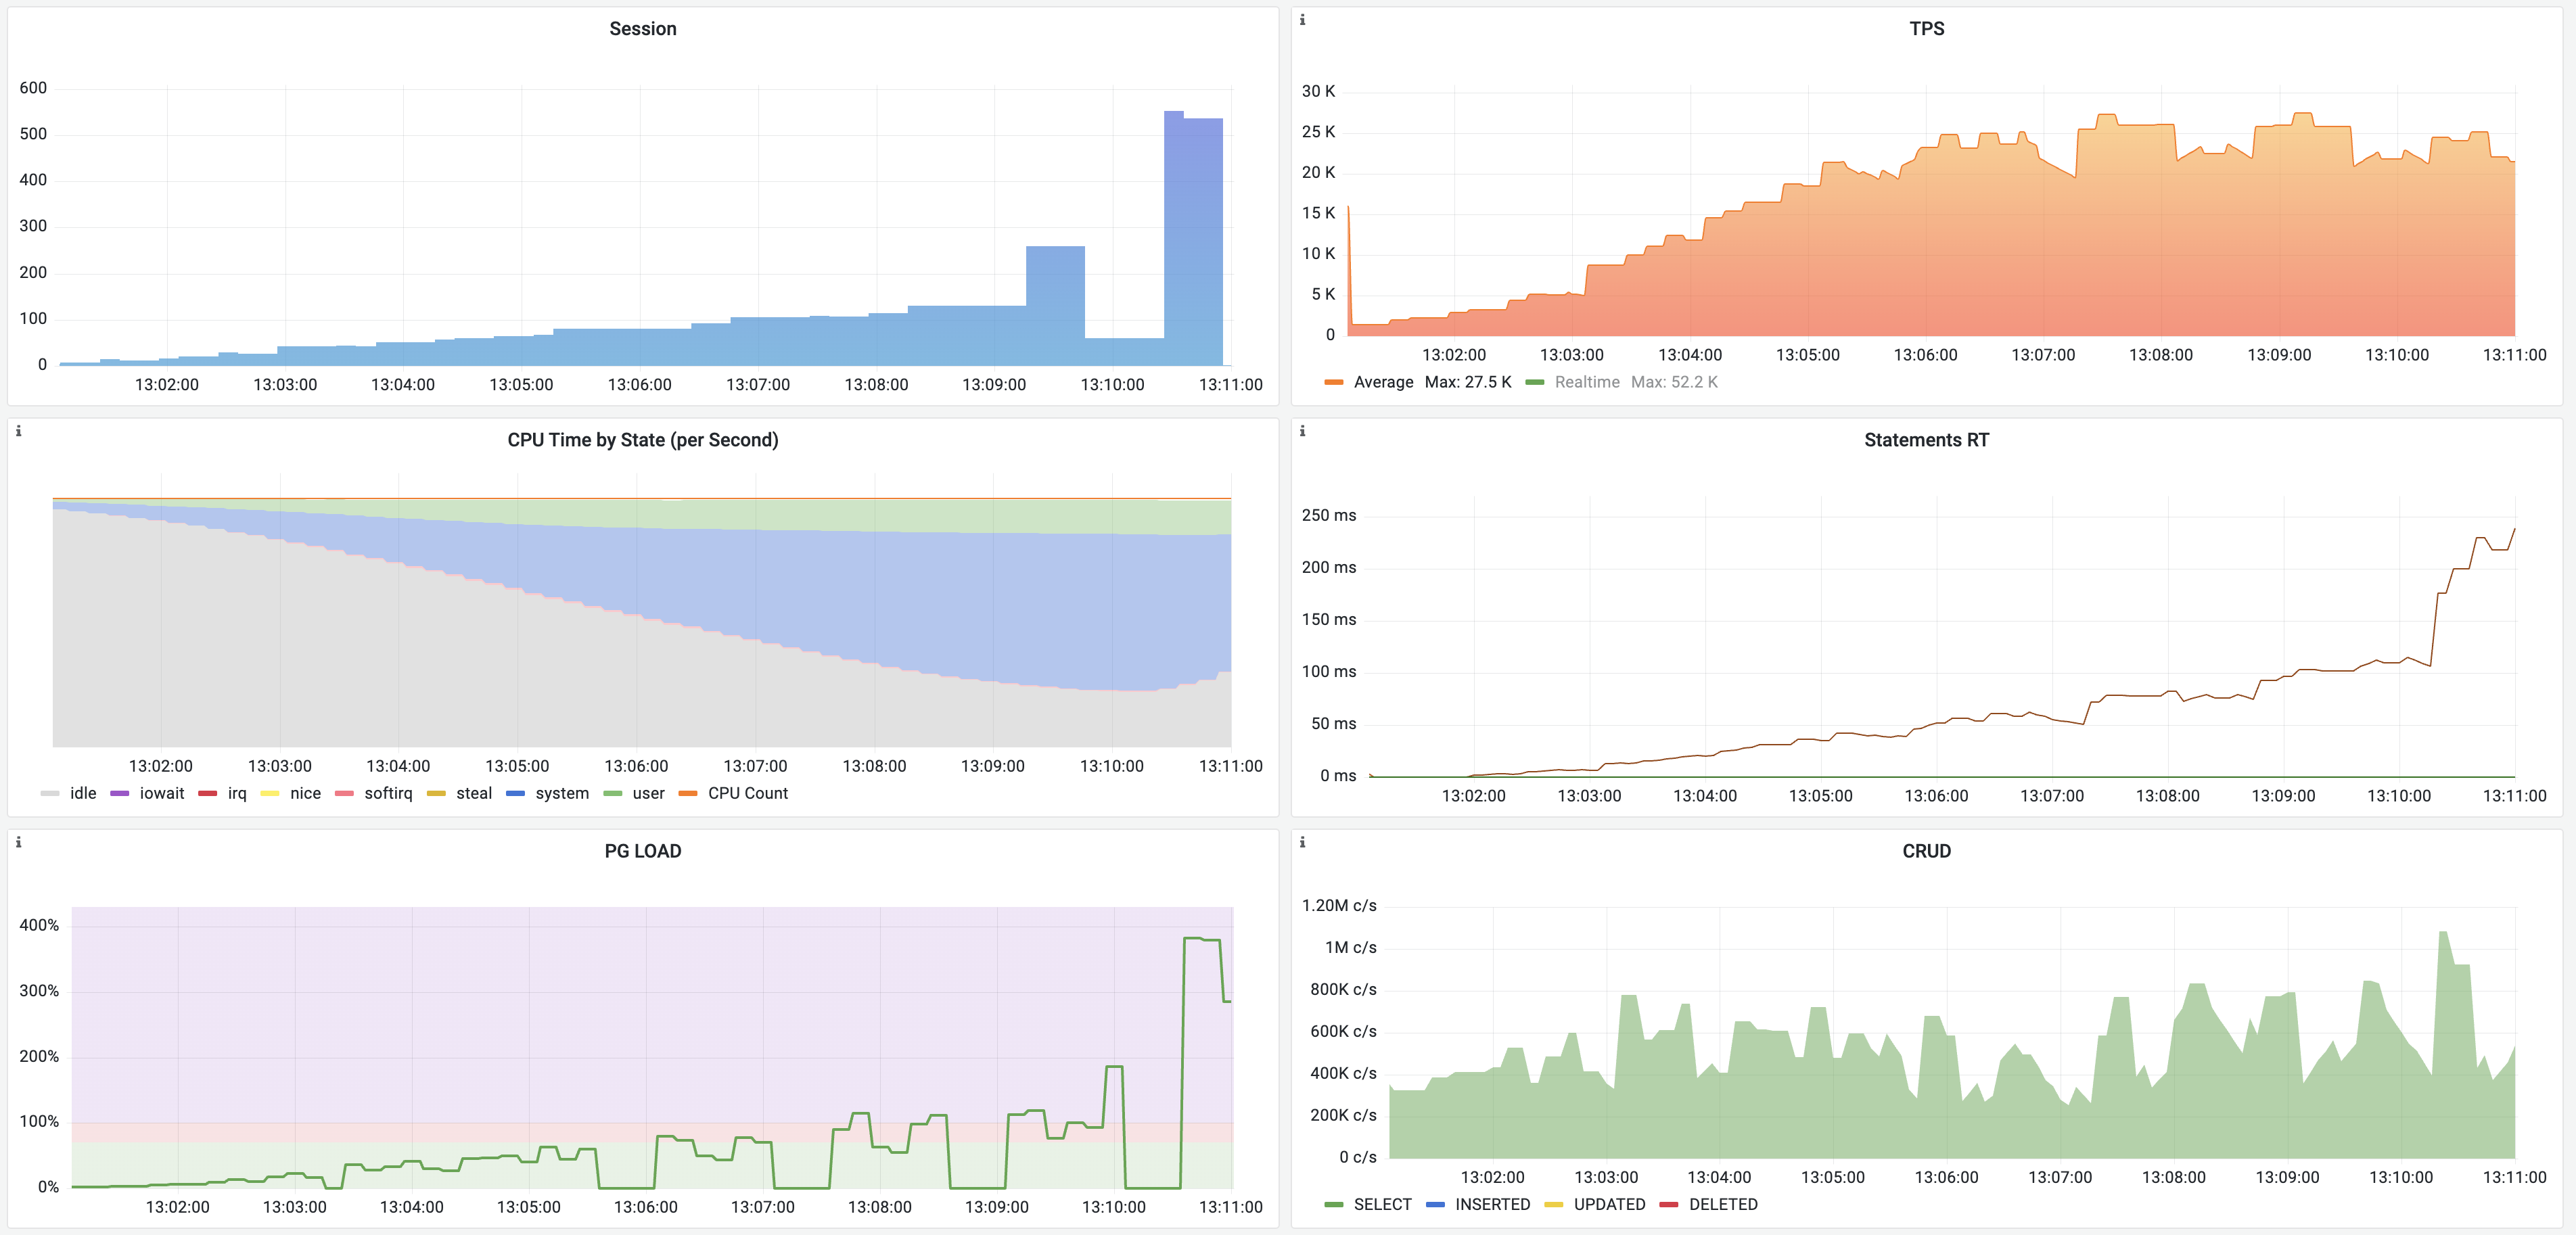 Session
600
500
400
300
200
100
0
13:02:00 13:03:00 13:04:00 13:05:00 13:06:00 13:07:00 13:08:00 13:09:00 13:10:00 13:11:00
i
TPS
30 K
25 K
20 K
15 K
10 K
5 K
0
13:02:00 13:03:00 13:04:00 13:05:00 13:06:00 13:07:00 13:08:00 13:09:00 13:10:00 13:11:00
Average Max: 27.5 K Realtime Max: 52.2 K
i
CPU Time by State (per Second)
13:02:00 13:03:00 13:04:00 13:05:00 13:06:00 13:07:00 13:08:00 13:09:00 13:10:00 13:11:00
idle iowait irq nice softirq steal system user CPU Count
i
Statements RT
250 ms
200 ms
150 ms
100 ms
50 ms
0 ms
13:02:00 13:03:00 13:04:00 13:05:00 13:06:00 13:07:00 13:08:00 13:09:00 13:10:00 13:11:00
i
PG LOAD
400%
300%
200%
100%
0%
13:02:00 13:03:00 13:04:00 13:05:00 13:06:00 13:07:00 13:08:00 13:09:00 13:10:00 13:11:00
i
CRUD
1.20M c/s
1M c/s
800K c/s
600K c/s
400K c/s
200K c/s
0 c/s
13:02:00 13:03:00 13:04:00 13:05:00 13:06:00 13:07:00 13:08:00 13:09:00 13:10:00 13:11:00
SELECT INSERTED UPDATED DELETED